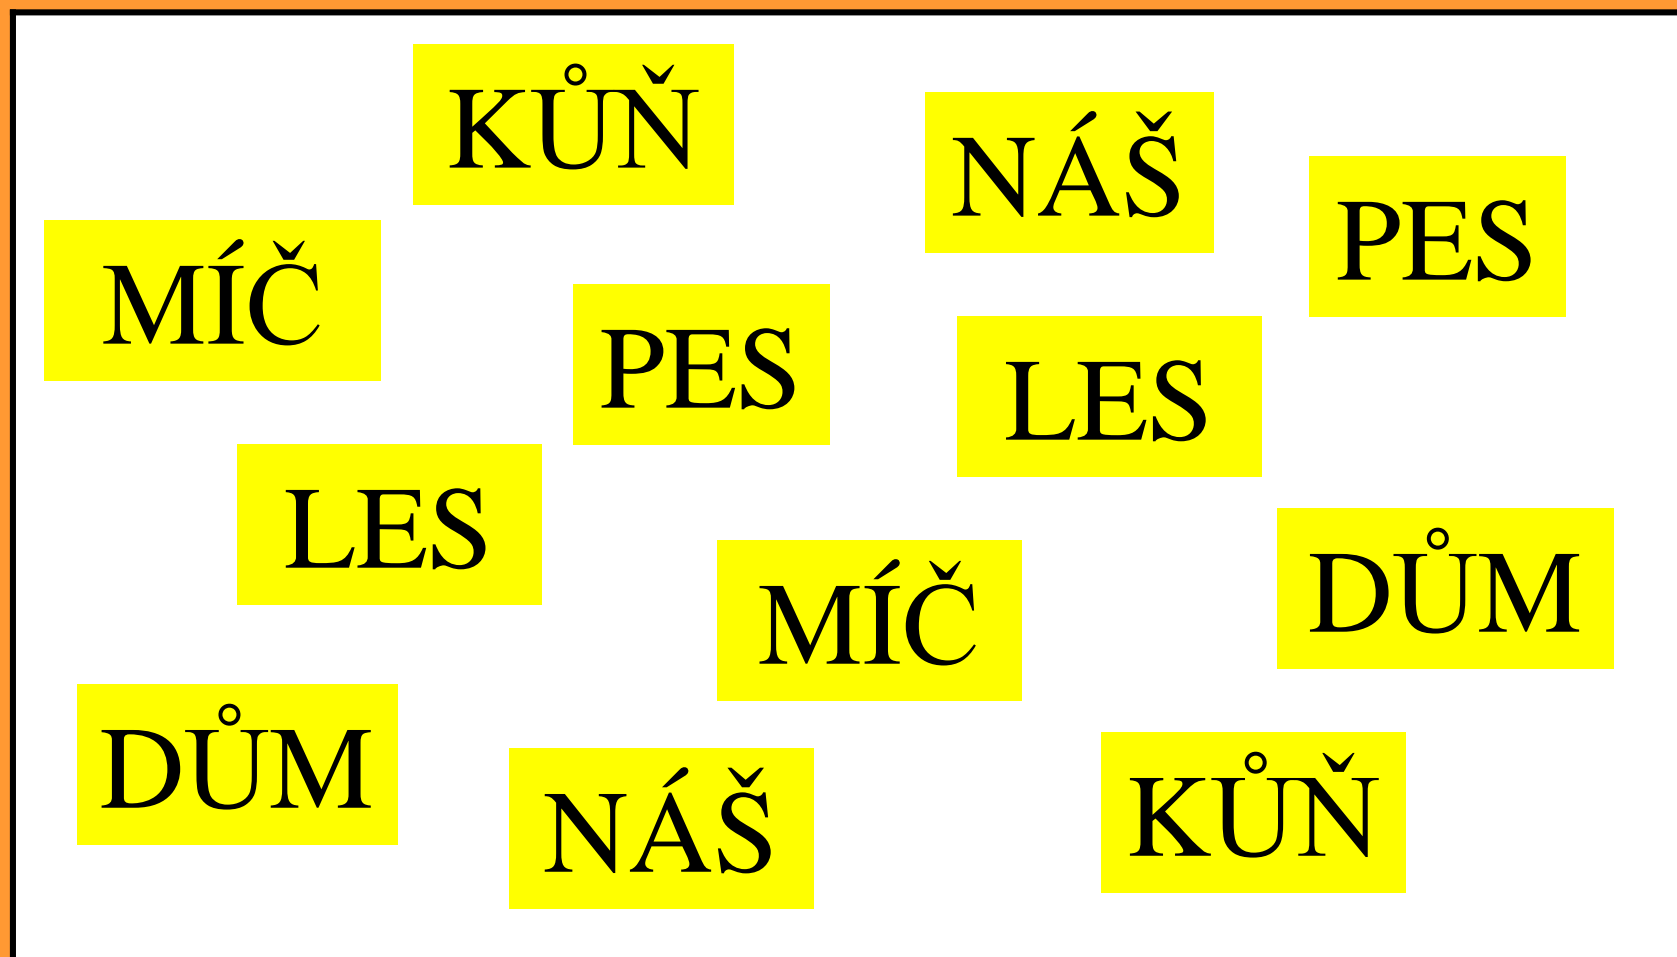 KŮŇ
NÁŠ
PES
MÍČ
PES
LES
LES
DŮM
MÍČ
DŮM
NÁŠ
KŮŇ